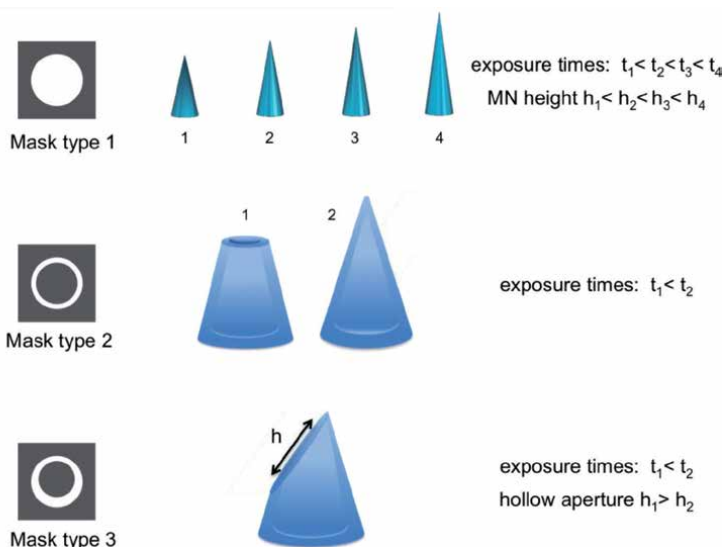 exposure times: t₁< t₂< t₃< t₄
MN height h₁< h₂< h₃< h₄
Mask type 1
1
2
3
4
1
2
exposure times: t₁< t₂
Mask type 2
h
exposure times: t₁< t₂
hollow aperture h₁> h₂
Mask type 3